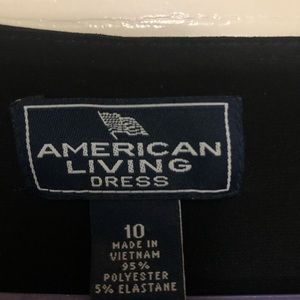 AMERICAN
LIVING
DRESS
10
MADE IN
VIETNAM
95%
POLYESTER
5% ELASTANE